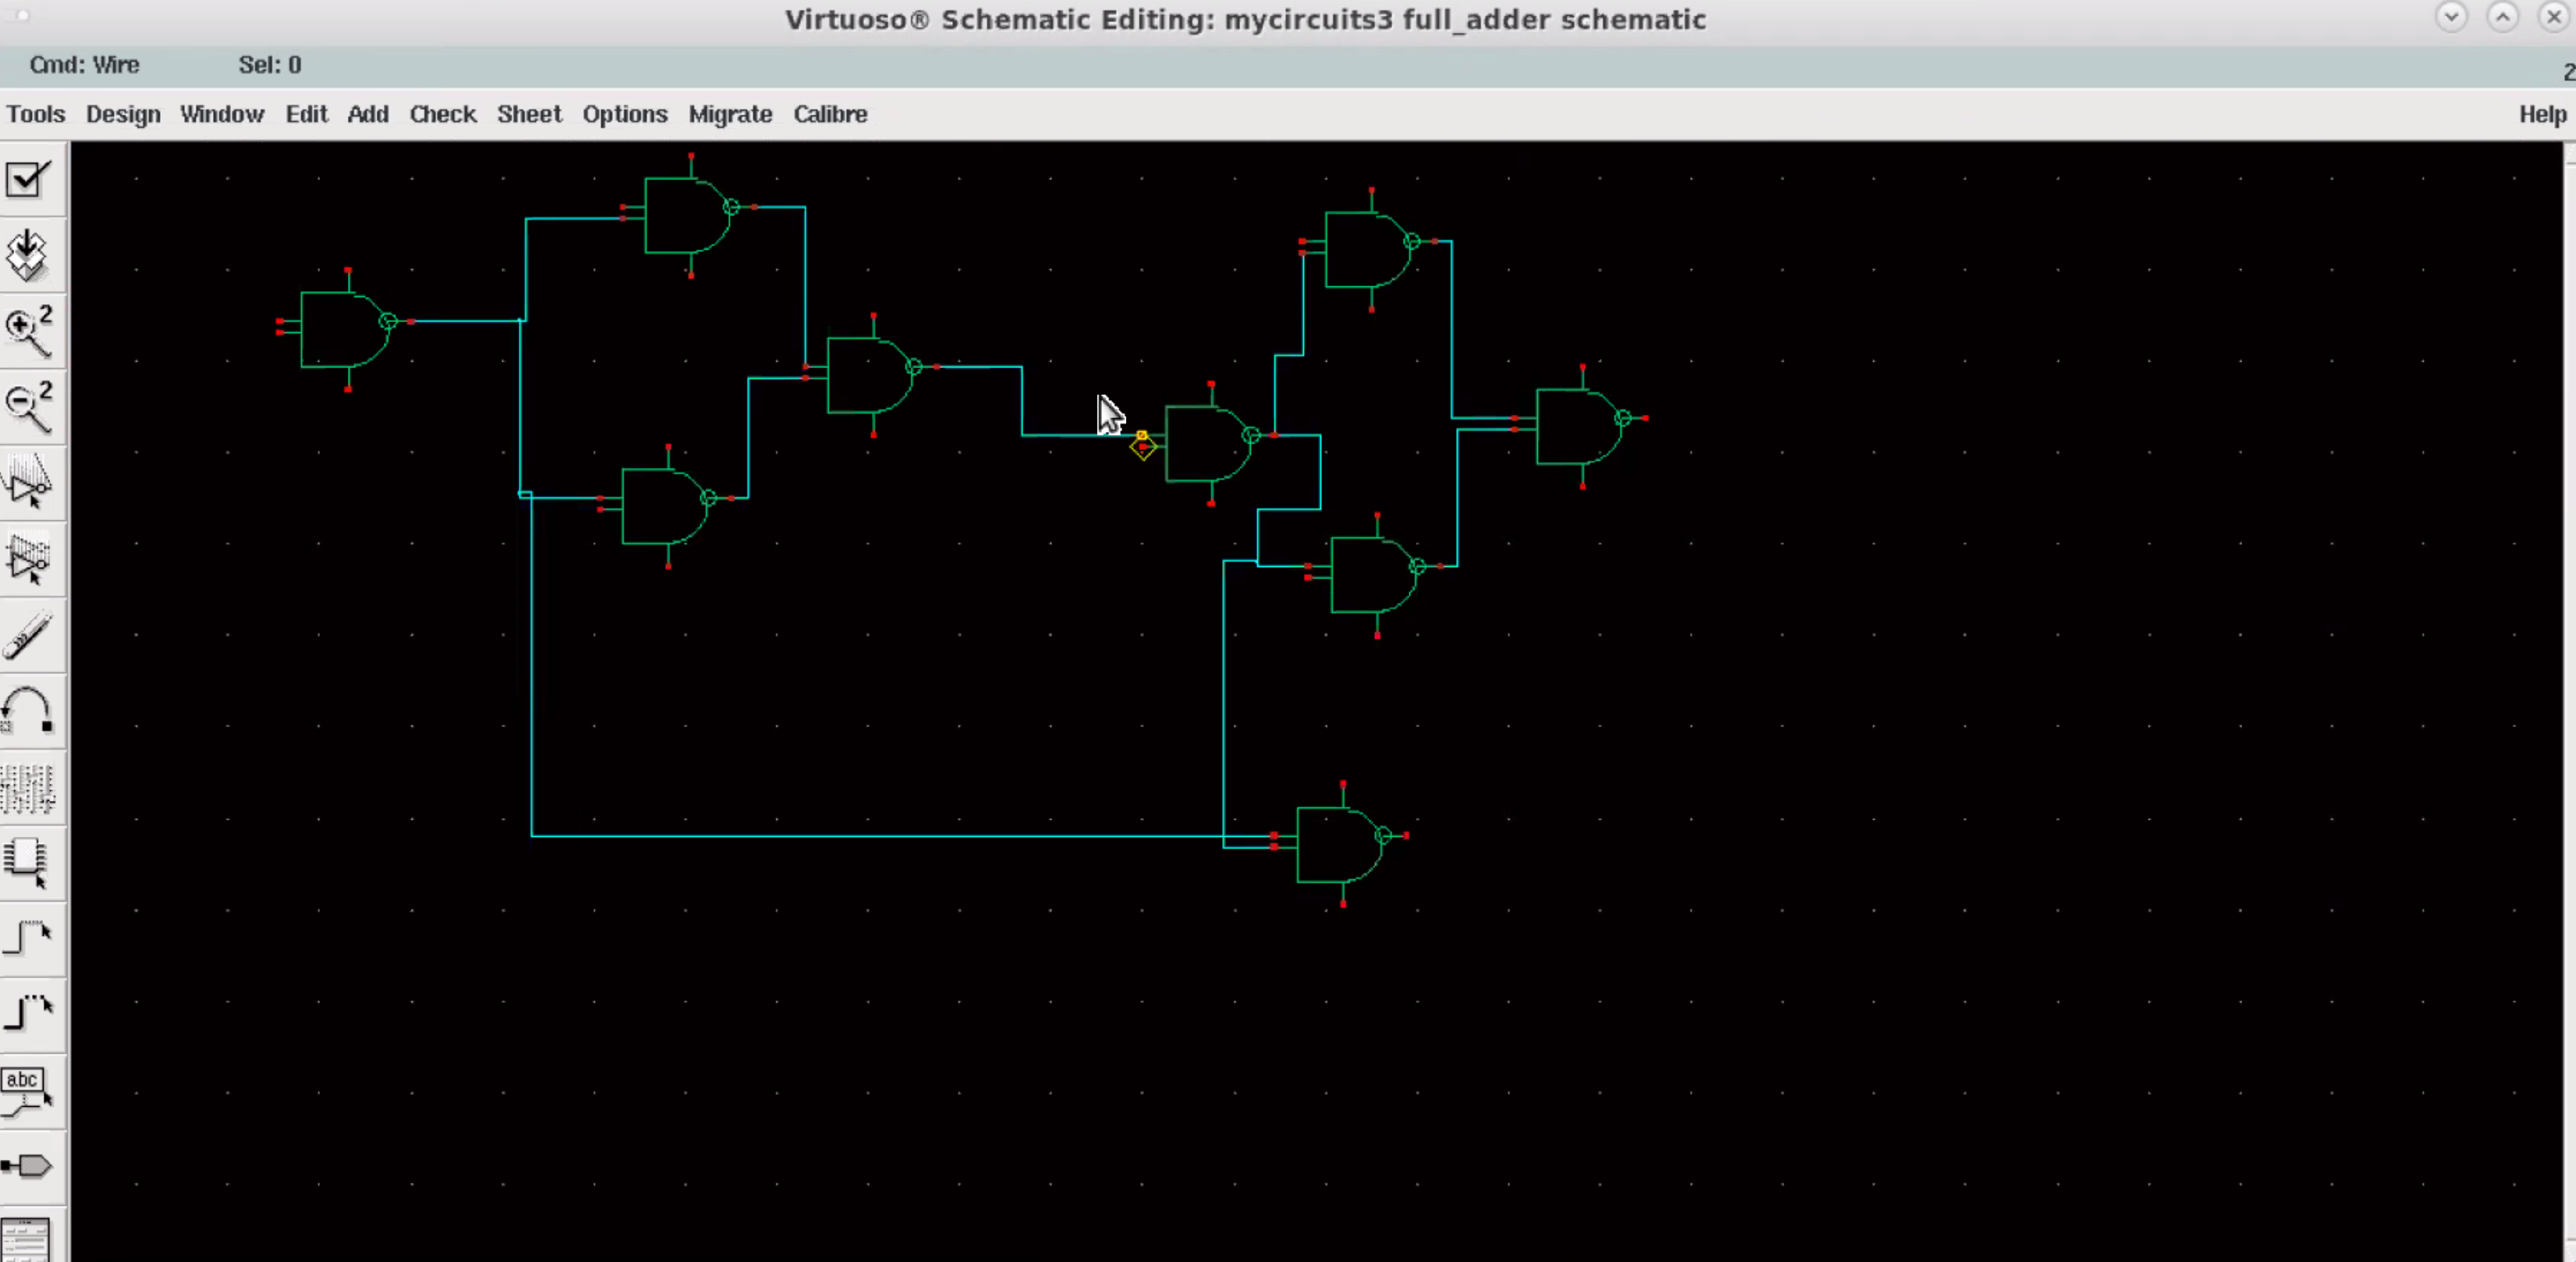 Virtuoso® Schematic Editing: mycircuits3 full_adder schematic
Cmd: Wire Sel: 0 2
Tools Design Window Edit Add Check Sheet Options Migrate Calibre Help
2
2
abc